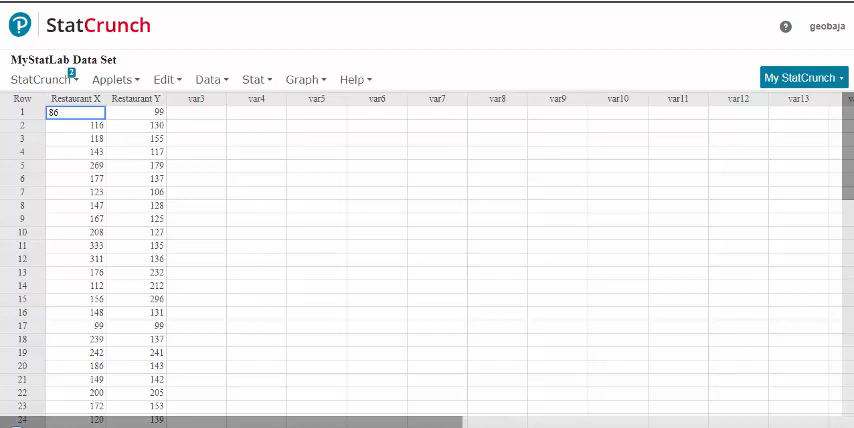 P StatCrunch ? geobaja
MyStatLab Data Set
StatCrunch 2 Applets Edit Data Stat Graph Help My StatCrunch
Row Restaurant X Restaurant Y var3 var4 var5 var6 var7 var8 var9 var10 var11 var12 var13 v
1 86 99
2 116 130
3 118 155
4 143 117
5 269 179
6 177 137
7 123 106
8 147 128
9 167 125
10 208 127
11 333 135
12 311 136
13 176 232
14 112 212
15 156 296
16 148 131
17 99 99
18 239 137
19 242 241
20 186 143
21 149 142
22 200 205
23 172 153
24 120 139